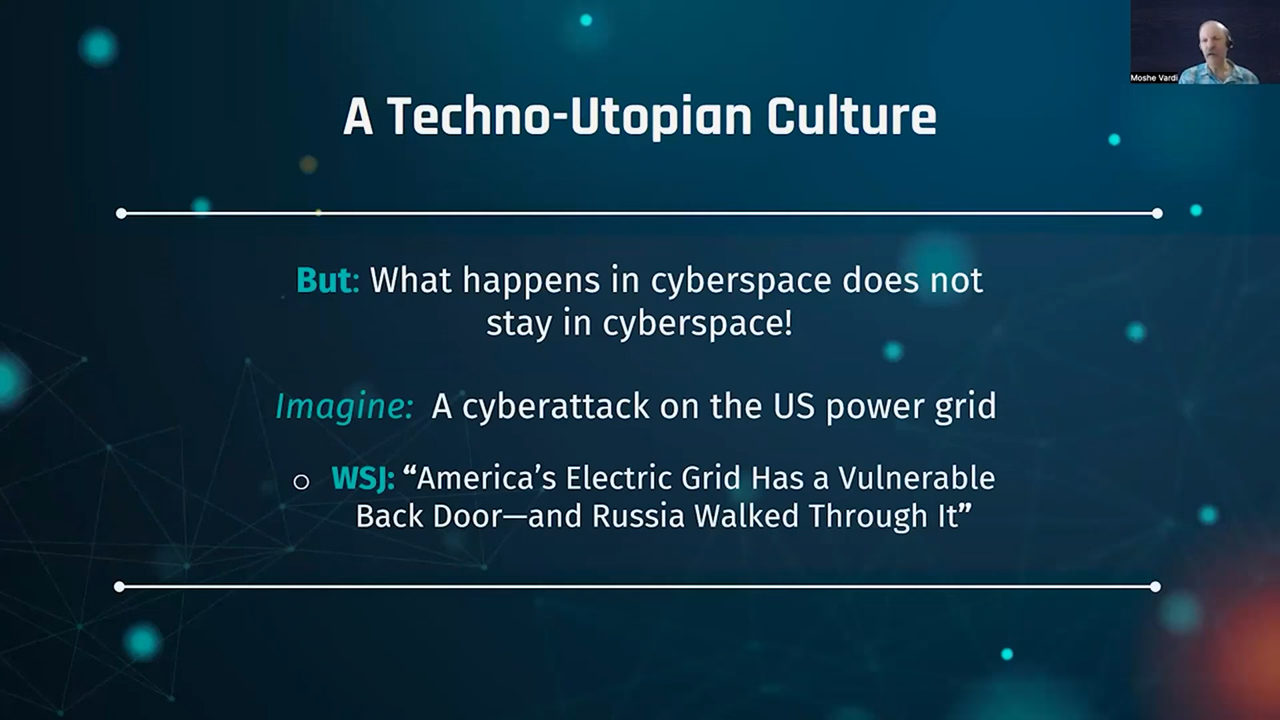 Moshe Vardi
A Techno-Utopian Culture
But: What happens in cyberspace does not
stay in cyberspace!
Imagine: A cyberattack on the US power grid
○ WSJ: “America’s Electric Grid Has a Vulnerable
Back Door—and Russia Walked Through It”